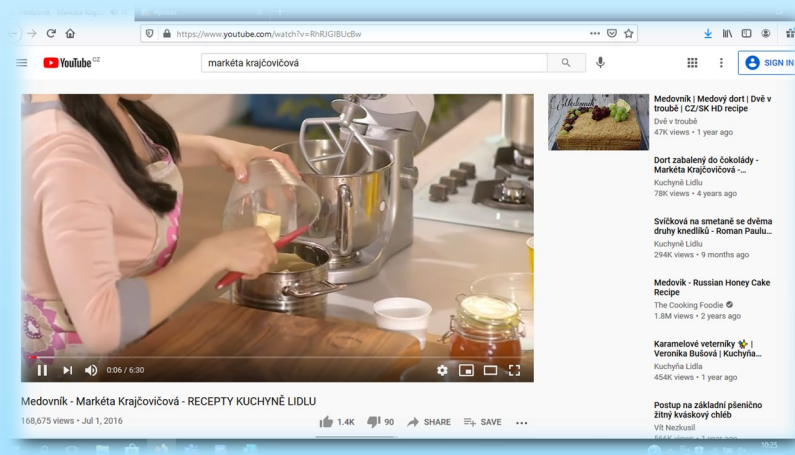 https://www.youtube.com/watch?v=RhRJGIBUcBw
YouTube CZ
markéta krajčovičová
SIGN IN
0:06 / 6:30
Medovník - Markéta Krajčovičová - RECEPTY KUCHYNĚ LIDLU
168,675 views • Jul 1, 2016
1.4K
90
SHARE
SAVE
Medovník
Medovník | Medový dort | Dvě v
troubě | CZ/SK HD recipe
Dvě v troubě
47K views • 1 year ago
Dort zabalený do čokolády -
Markéta Krajčovičová -...
Kuchyně Lidlu
78K views • 4 years ago
Svíčková na smetaně se dvěma
druhy knedlíků - Roman Paulu...
Kuchyně Lidlu
294K views • 9 months ago
Medovik - Russian Honey Cake
Recipe
The Cooking Foodie
1.8M views • 2 years ago
Karamelové veterníky 🍬 |
Veronika Bušová | Kuchyňa...
Kuchyňa Lidla
454K views • 1 year ago
Postup na základní pšenično
žitný kváskový chléb
Vít Nezkusil
10:25